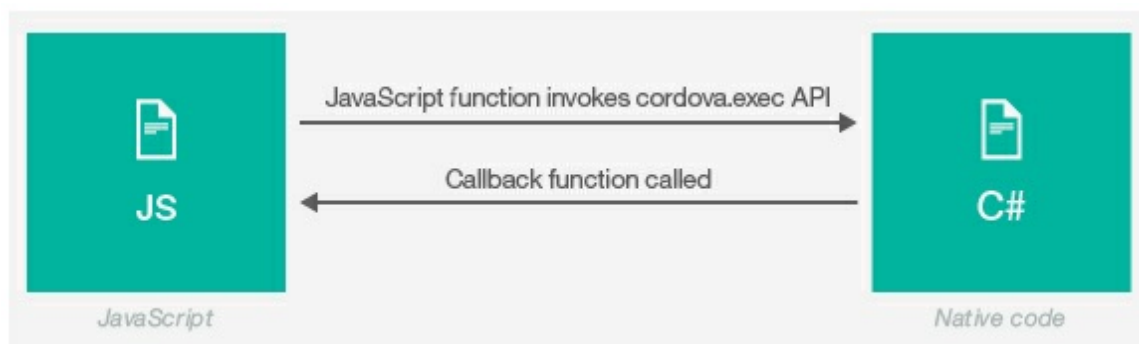 JavaScript function invokes cordova.exec API
Callback function called
JS
C#
JavaScript
Native code